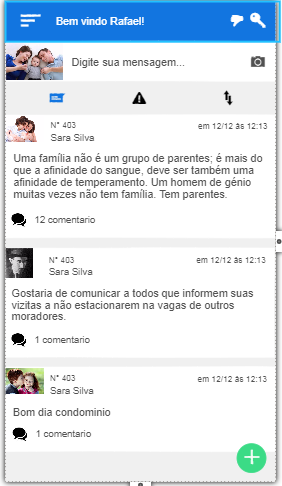 Bem vindo Rafael!
Digite sua mensagem...
N° 403
em 12/12 às 12:13
Sara Silva
Uma família não é um grupo de parentes; é mais do
que a afinidade do sangue, deve ser também uma
afinidade de temperamento. Um homem de génio
muitas vezes não tem família. Tem parentes.
12 comentario
N° 403
em 12/12 às 12:13
Sara Silva
Gostaria de comunicar a todos que informem suas
vizitas a não estacionarem na vagas de outros
moradores.
1 comentario
N° 403
em 12/12 às 12:13
Sara Silva
Bom dia condominio
1 comentario